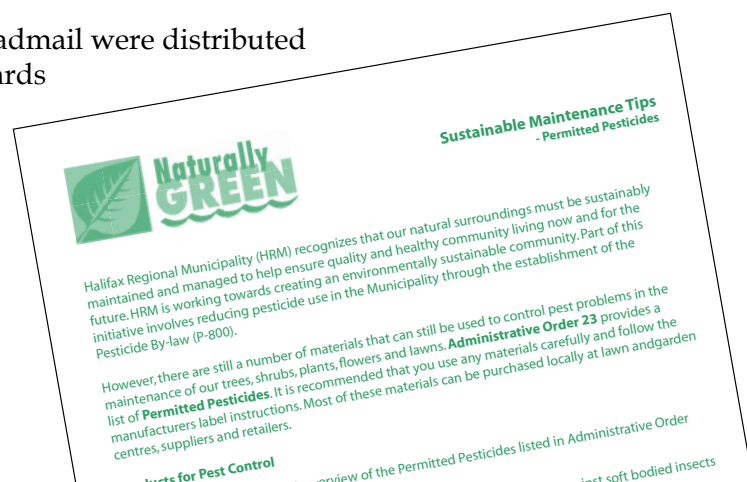 admail were distributed
Sustainable Maintenance Tips
- Permitted Pesticides
Naturally
GREEN
Halifax Regional Municipality (HRM) recognizes that our natural surroundings must be sustainably
maintained and managed to help ensure quality and healthy community living now and for the
future. HRM is working towards creating an environmentally sustainable community. Part of this
initiative involves reducing pesticide use in the Municipality through the establishment of the
Pesticide By-law (P-800).
However, there are still a number of materials that can still be used to control pest problems in the
maintenance of our trees, shrubs, plants, flowers and lawns. Administrative Order 23 provides a
list of Permitted Pesticides. It is recommended that you use any materials carefully and follow the
manufacturers label instructions. Most of these materials can be purchased locally at lawn andgarden
centres, suppliers and retailers.
for Pest Control
of the Permitted Pesticides listed in Administrative Order
soft bodied insects